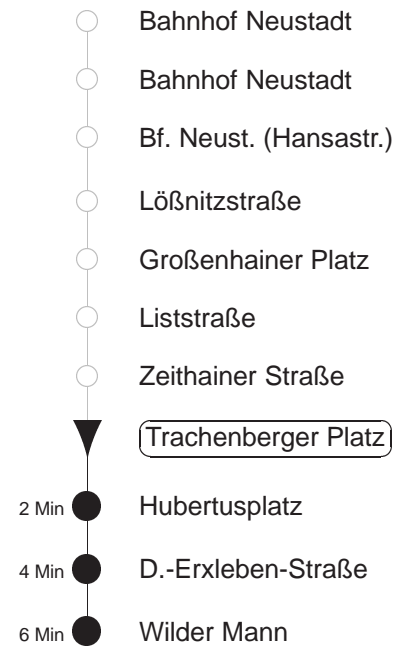 Bahnhof Neustadt
Bahnhof Neustadt
Bf. Neust. (Hansastr.)
Lößnitzstraße
Großenhainer Platz
Liststraße
Zeithainer Straße
Trachenberger Platz
2 Min Hubertusplatz
4 Min D.-Erxleben-Straße
6 Min Wilder Mann